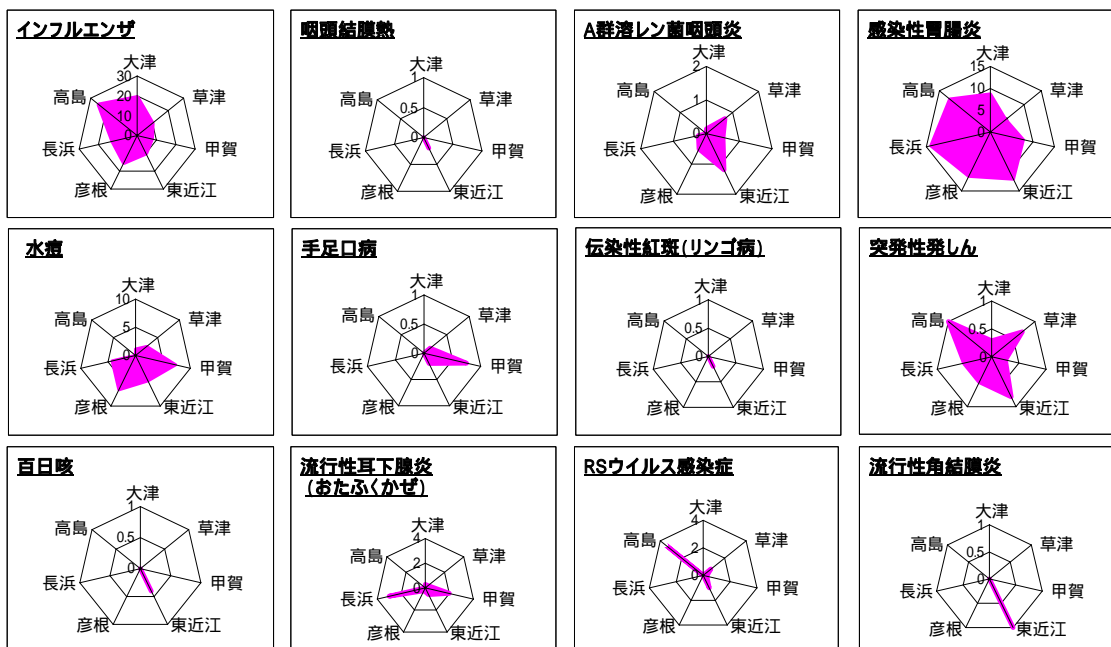 インフルエンザ
大津
草津
甲賀
東近江
彦根
長浜
高島
30
20
10
0
咽頭結膜熱
大津
草津
甲賀
東近江
彦根
長浜
高島
1
0.5
0
A群溶レン菌咽頭炎
大津
草津
甲賀
東近江
彦根
長浜
高島
2
1
0
感染性胃腸炎
大津
草津
甲賀
東近江
彦根
長浜
高島
15
10
5
0
水痘
大津
草津
甲賀
東近江
彦根
長浜
高島
10
5
0
手足口病
大津
草津
甲賀
東近江
彦根
長浜
高島
1
0.5
0
伝染性紅斑(リンゴ病)
大津
草津
甲賀
東近江
彦根
長浜
高島
1
0.5
0
突発性発しん
大津
草津
甲賀
東近江
彦根
長浜
高島
1
0.5
0
百日咳
大津
草津
甲賀
東近江
彦根
長浜
高島
1
0.5
0
流行性耳下腺炎
(おたふくかぜ)
大津
草津
甲賀
東近江
彦根
長浜
高島
4
2
0
RSウイルス感染症
大津
草津
甲賀
東近江
彦根
長浜
高島
4
2
0
流行性角結膜炎
大津
草津
甲賀
東近江
彦根
長浜
高島
1
0.5
0